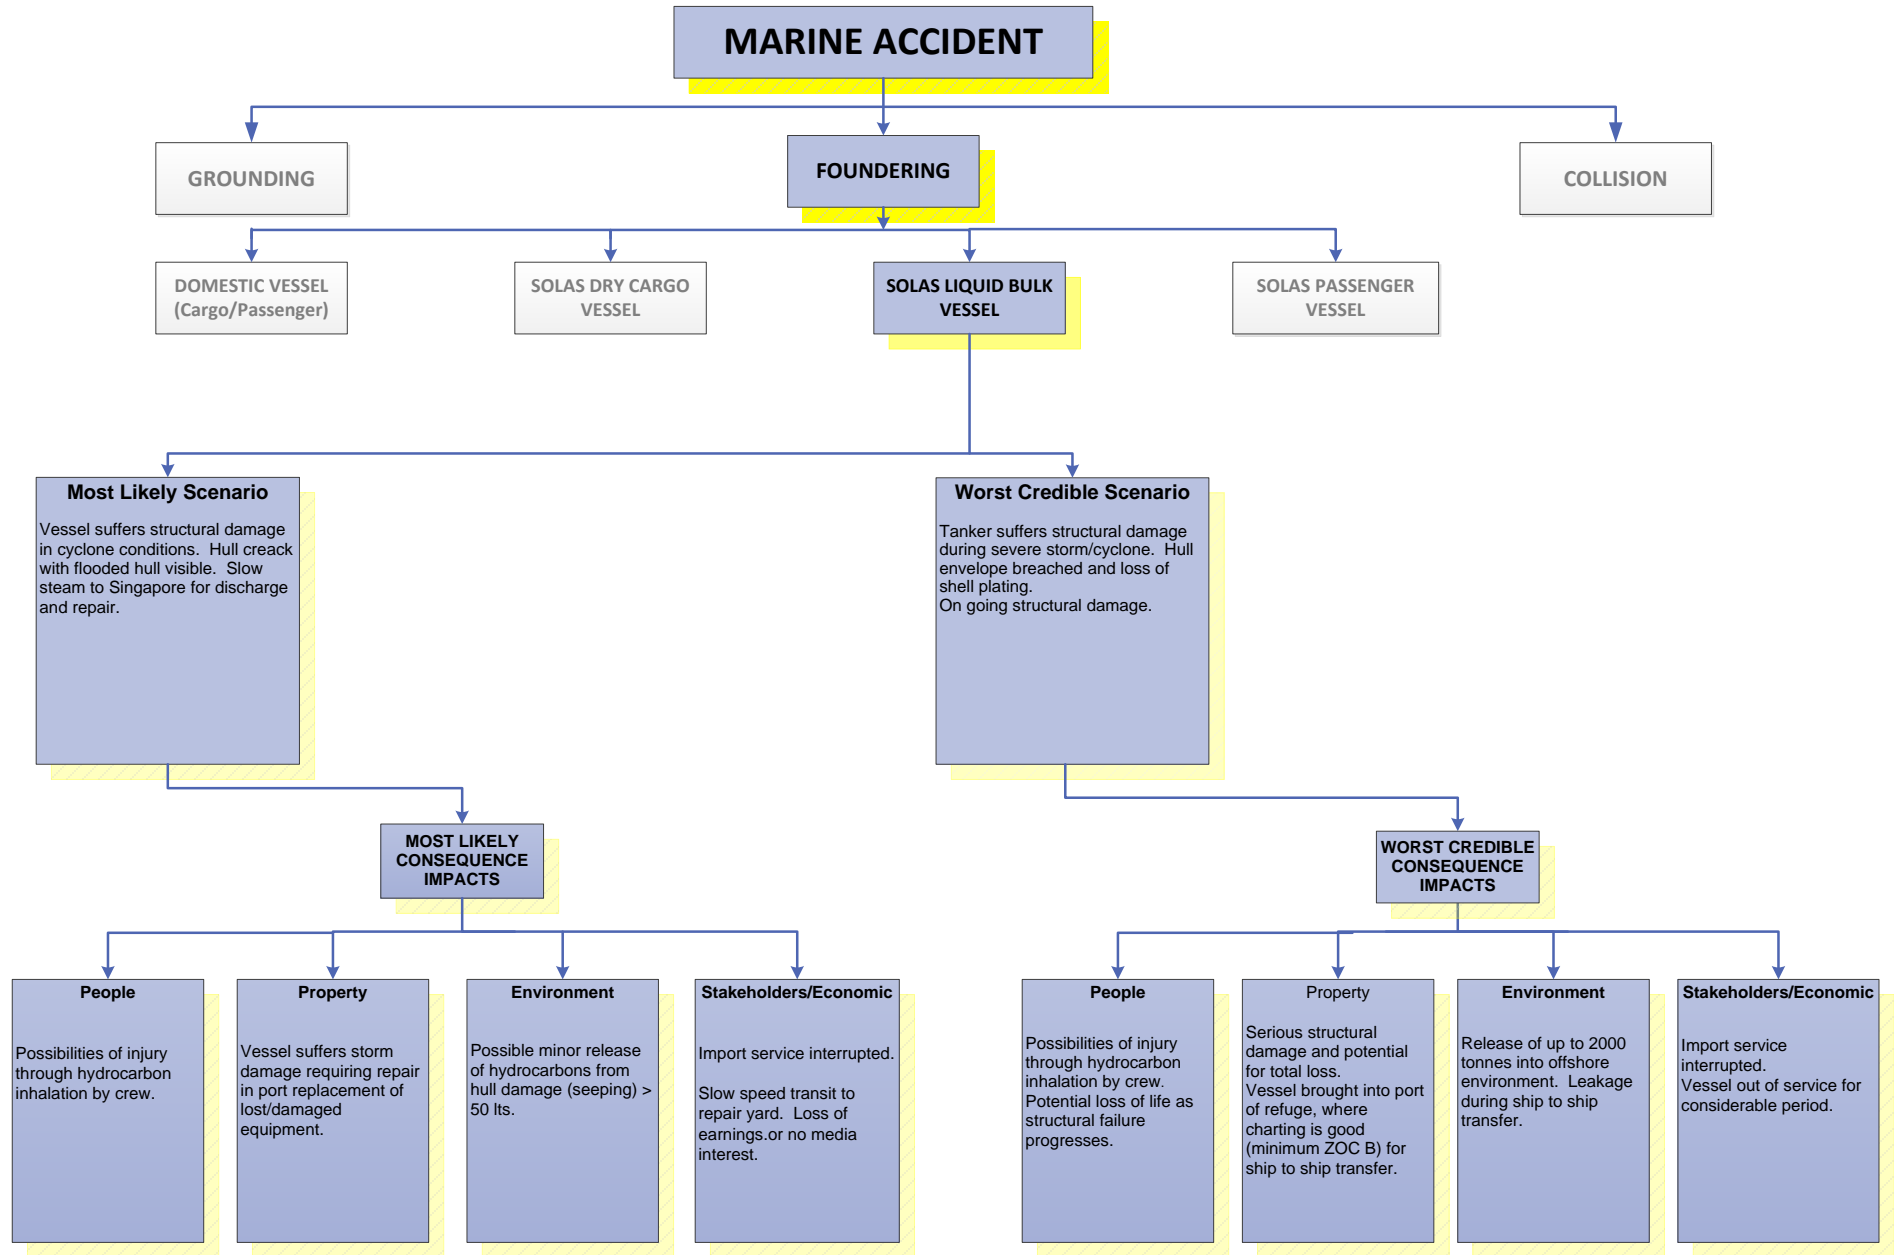 MARINE ACCIDENT
GROUNDING
FOUNDERING
COLLISION
DOMESTIC VESSEL
(Cargo/Passenger)
SOLAS DRY CARGO
VESSEL
SOLAS LIQUID BULK
VESSEL
SOLAS PASSENGER
VESSEL
Most Likely Scenario
Vessel suffers structural damage
in cyclone conditions.  Hull creack
with flooded hull visible.  Slow
steam to Singapore for discharge
and repair.
Worst Credible Scenario
Tanker suffers structural damage
during severe storm/cyclone.  Hull
envelope breached and loss of
shell plating.
On going structural damage.
MOST LIKELY
CONSEQUENCE
IMPACTS
WORST CREDIBLE
CONSEQUENCE
IMPACTS
People
Possibilities of injury
through hydrocarbon
inhalation by crew.
Property
Vessel suffers storm
damage requiring repair
in port replacement of
lost/damaged
equipment.
Environment
Possible minor release
of hydrocarbons from
hull damage (seeping) >
50 lts.
Stakeholders/Economic
Import service interrupted.
Slow speed transit to
repair yard.  Loss of
earnings.or no media
interest.
People
Possibilities of injury
through hydrocarbon
inhalation by crew.
Potential loss of life as
structural failure
progresses.
Property
Serious structural
damage and potential
for total loss.
Vessel brought into port
of refuge, where
charting is good
(minimum ZOC B) for
ship to ship transfer.
Environment
Release of up to 2000
tonnes into offshore
environment.  Leakage
during ship to ship
transfer.
Stakeholders/Economic
Import service
interrupted.
Vessel out of service for
considerable period.